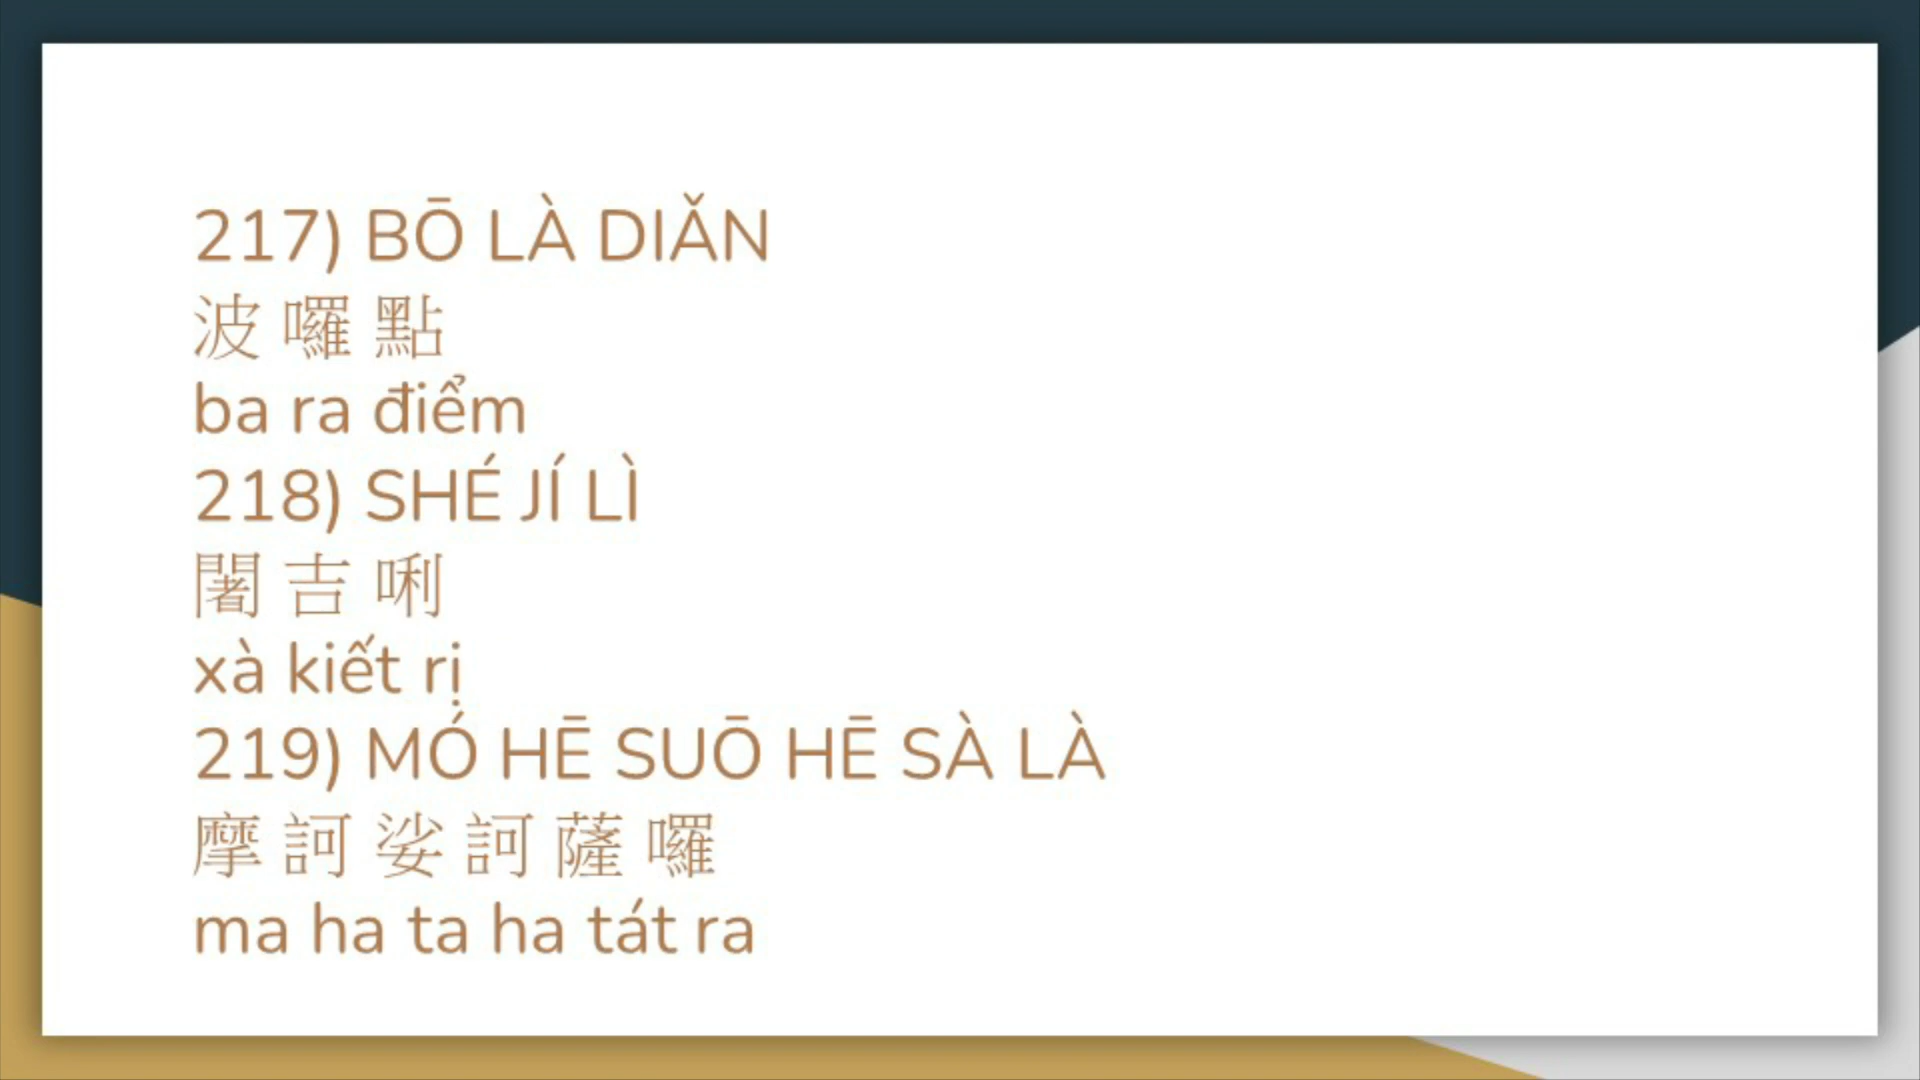 217) BŌ LÀ DIǍN
波 囉 點
ba ra điểm
218) SHÉ JÍ LÌ
闍 吉 唎
xà kiết rị
219) MÓ HĒ SUŌ HĒ SÀ LÀ
摩 訶 娑 訶 薩 囉
ma ha ta ha tát ra